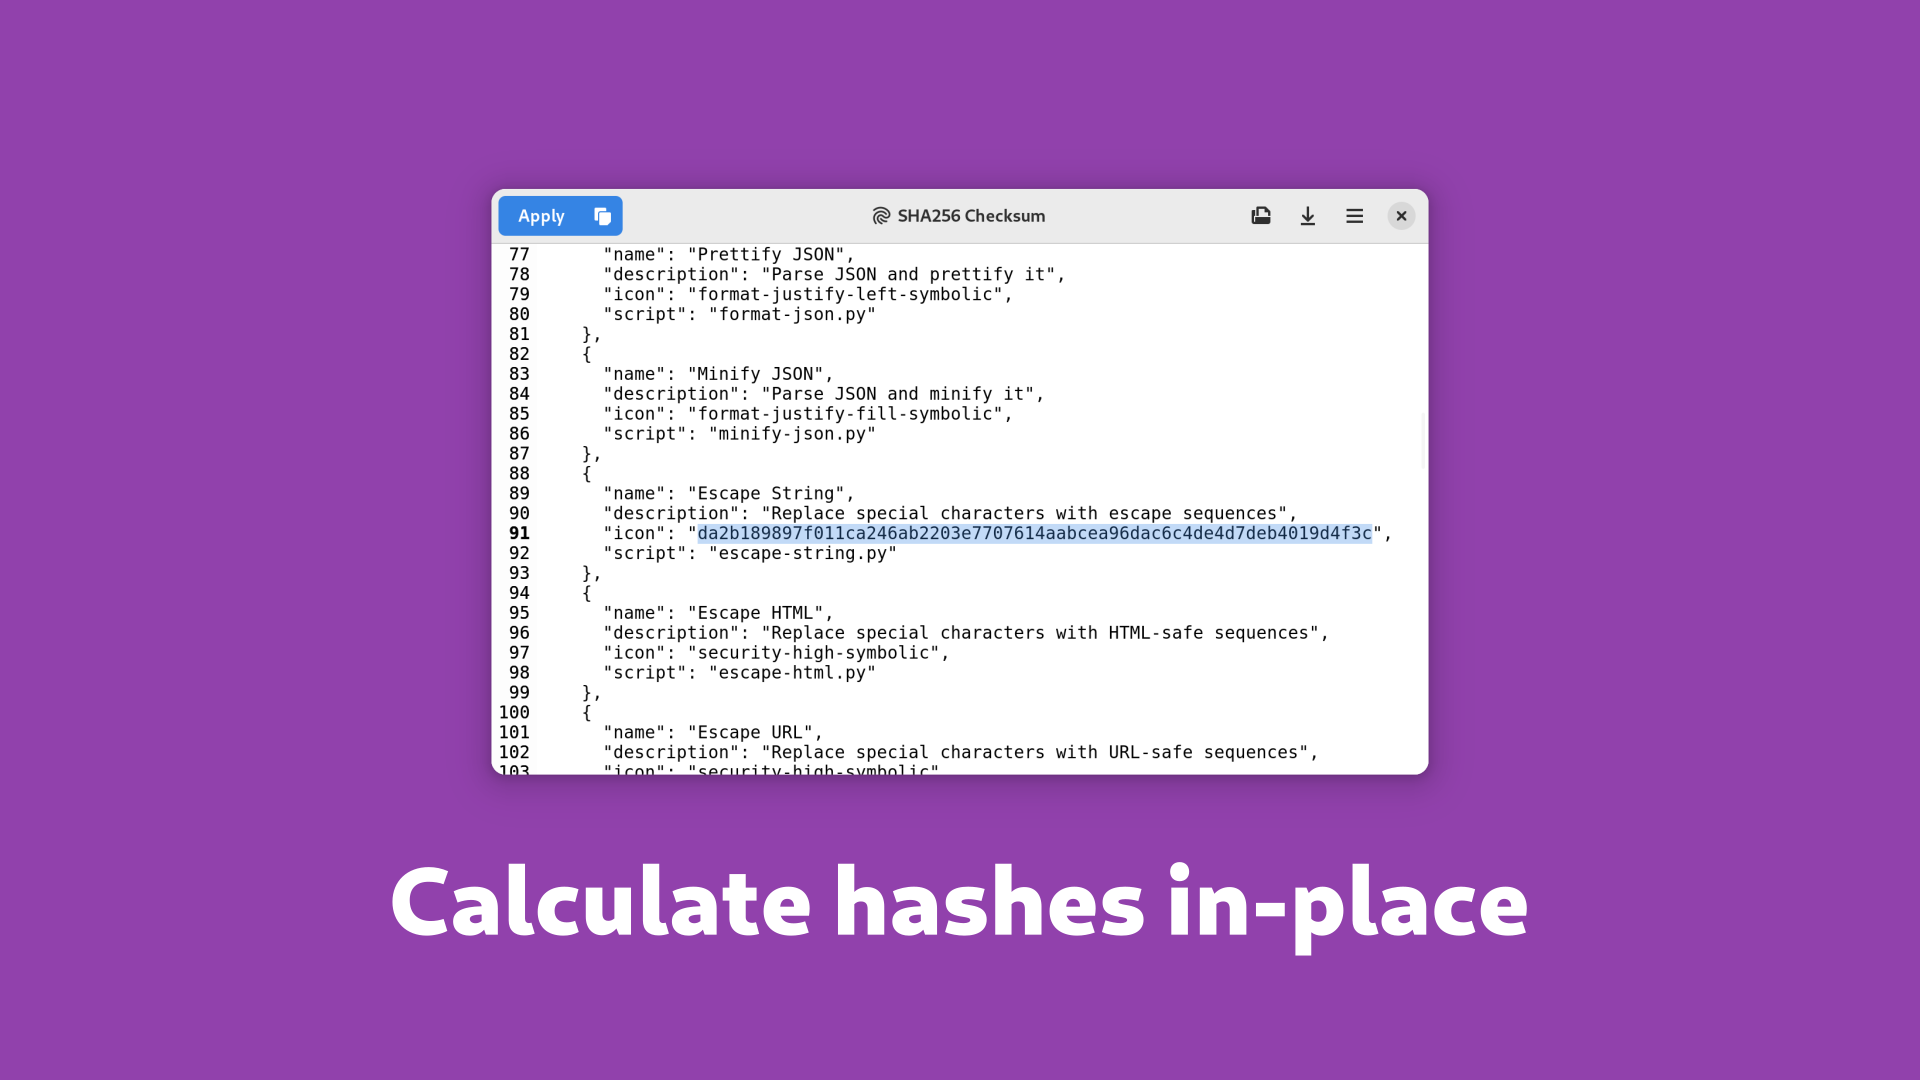 Apply
SHA256 Checksum
77 "name": "Prettify JSON",
78 "description": "Parse JSON and prettify it",
79 "icon": "format-justify-left-symbolic",
80 "script": "format-json.py"
81 },
82 {
83 "name": "Minify JSON",
84 "description": "Parse JSON and minify it",
85 "icon": "format-justify-fill-symbolic",
86 "script": "minify-json.py"
87 },
88 {
89 "name": "Escape String",
90 "description": "Replace special characters with escape sequences",
91 "icon": "da2b189897f011ca246ab2203e7707614aabcea96dac6c4de4d7deb4019d4f3c",
92 "script": "escape-string.py"
93 },
94 {
95 "name": "Escape HTML",
96 "description": "Replace special characters with HTML-safe sequences",
97 "icon": "security-high-symbolic",
98 "script": "escape-html.py"
99 },
100 {
101 "name": "Escape URL",
102 "description": "Replace special characters with URL-safe sequences",
103 "icon": "security-high-symbolic"
Calculate hashes in-place